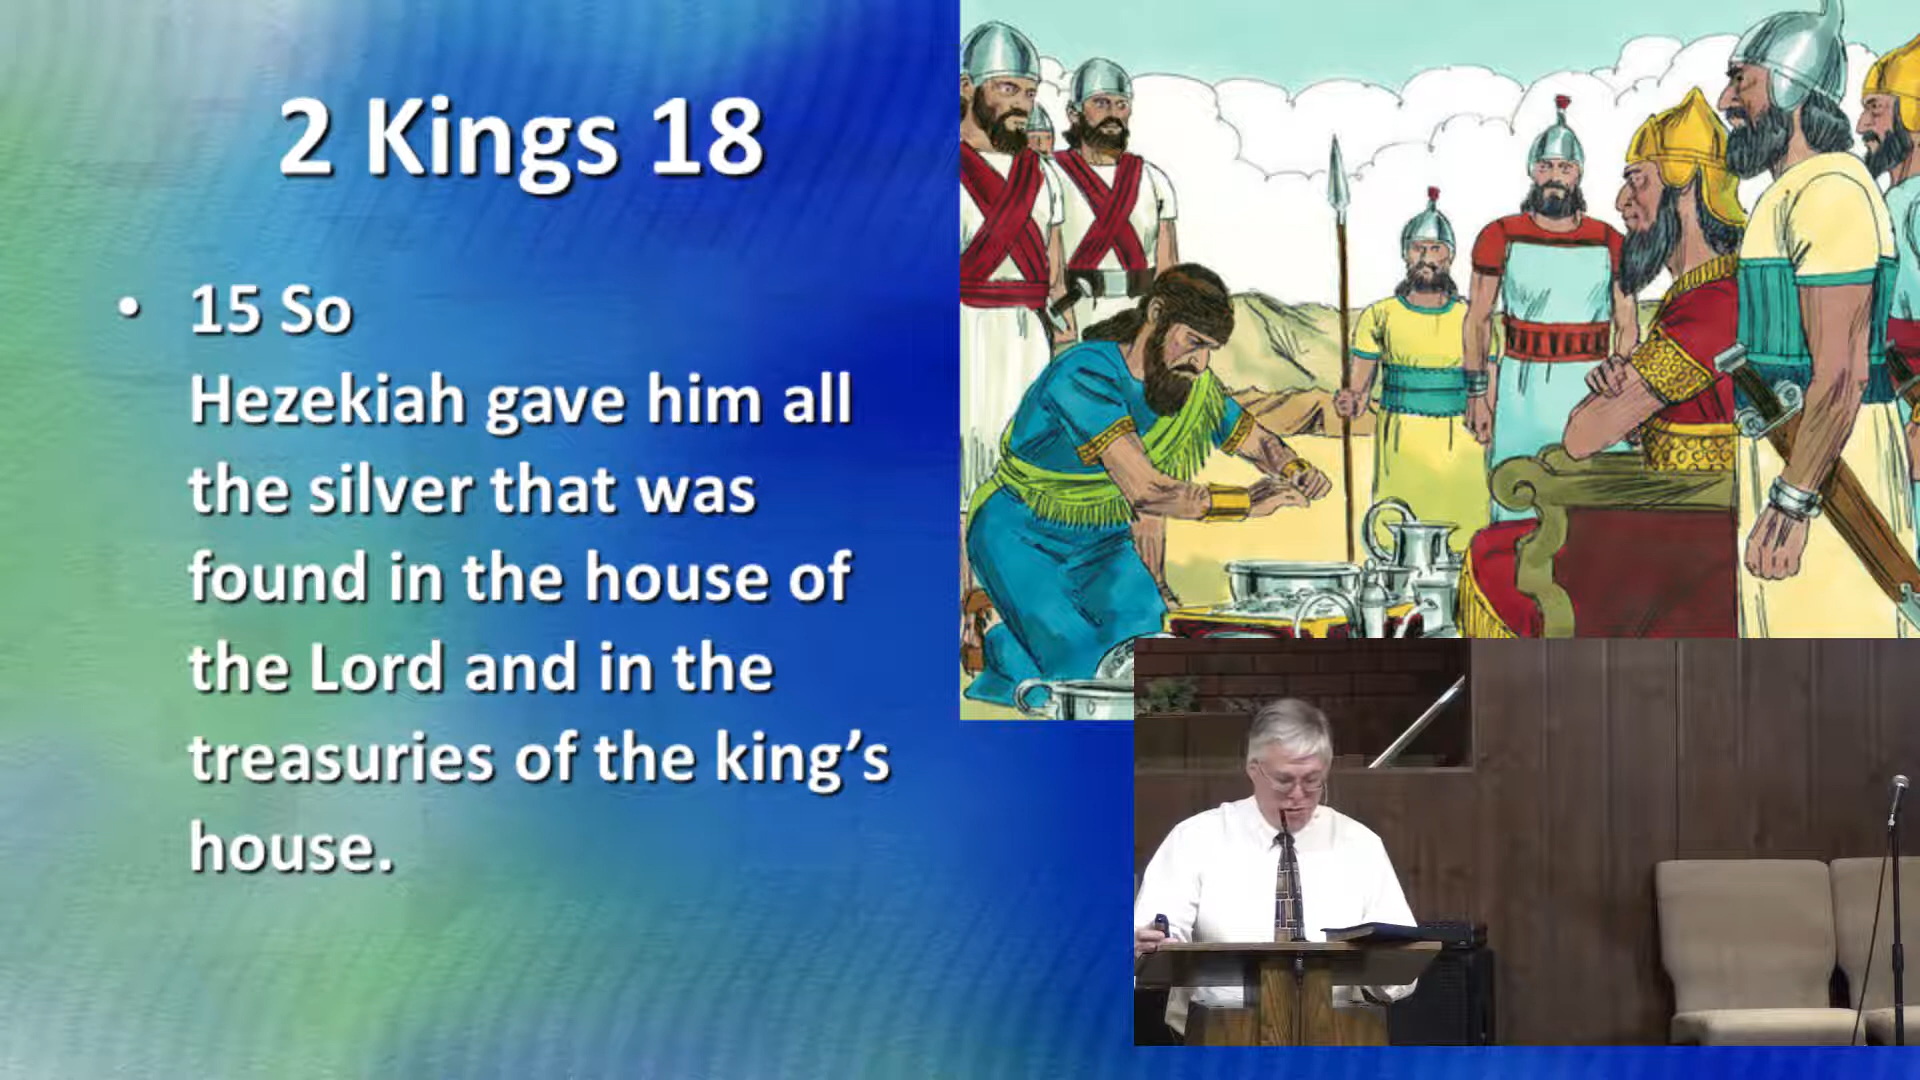 2 Kings 18
• 15 So
Hezekiah gave him all
the silver that was
found in the house of
the Lord and in the
treasuries of the king’s
house.